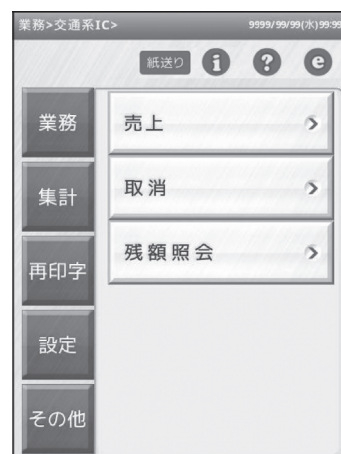 業務>交通系IC> 9999/99/99(水)99:99
紙送り i ? e
業務
集計
再印字
設定
その他
売上
取消
残額照会